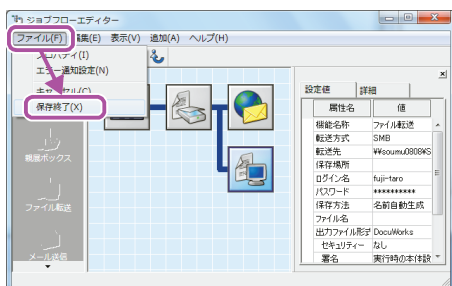 ジョブフローエディター
ファイル(F) 編集(E) 表示(V) 追加(A) ヘルプ(H)
プロパティ(I)
エラー通知設定(N)
キャンセル(C)
保存終了(X)
親展ボックス
ファイル転送
メール送信
設定値 詳細
属性名 値
機能名称 ファイル転送
転送方式 SMB
転送先 ¥¥soumu0808¥S
保存場所
ログイン名 fuji-taro
パスワード **********
保存方法 名前自動生成
ファイル名
出力ファイル形式 DocuWorks
セキュリティー なし
署名 実行時の本体設